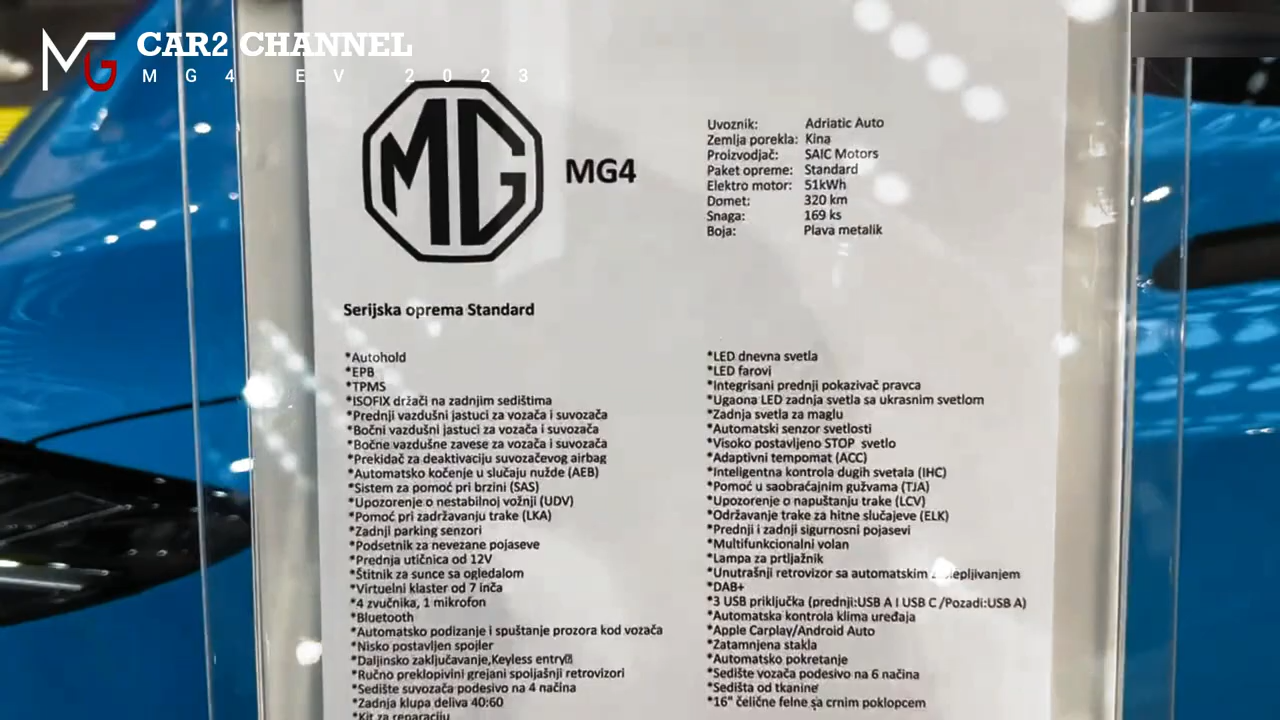 MG
CAR2 CHANNEL
MG4 EV 2023
MG
MG4
Uvoznik: Adriatic Auto
Zemlja porekla: Kina
Proizvodjač: SAIC Motors
Paket opreme: Standard
Elektro motor: 51kWh
Domet: 320 km
Snaga: 169 ks
Boja: Plava metalik
Serijska oprema Standard
*Autohold
*EPB
*TPMS
*ISOFIX držači na zadnjim sedištima
*Prednji vazdušni jastuci za vozača i suvozača
*Bočni vazdušni jastuci za vozača i suvozača
*Bočne vazdušne zavese za vozača i suvozača
*Prekidač za deaktivaciju suvozačevog airbag
*Automatsko kočenje u slučaju nužde (AEB)
*Sistem za pomoć pri brzini (SAS)
*Upozorenje o nestabilnoj vožnji (UDV)
*Pomoć pri zadržavanju trake (LKA)
*Zadnji parking senzori
*Podsetnik za nevezane pojaseve
*Prednja utičnica od 12V
*Štitnik za sunce sa ogledalom
*Virtuelni klaster od 7 inča
*4 zvučnika, 1 mikrofon
*Bluetooth
*Automatsko podizanje i spuštanje prozora kod vozača
*Nisko postavljen spojler
*Daljinsko zaključavanje,Keyless entry
*Ručno preklopivini grejani spoljašnji retrovizori
*Sedište suvozača podesivo na 4 načina
*Zadnja klupa deliva 40:60
*Kit za reparaciju
*LED dnevna svetla
*LED farovi
*Integrisani prednji pokazivač pravca
*Ugaona LED zadnja svetla sa ukrasnim svetlom
*Zadnja svetla za maglu
*Automatski senzor svetlosti
*Visoko postavljeno STOP svetlo
*Adaptivni tempomat (ACC)
*Inteligentna kontrola dugih svetala (IHC)
*Pomoć u saobraćajnim gužvama (TJA)
*Upozorenje o napuštanju trake (LCV)
*Održavanje trake za hitne slučajeve (ELK)
*Prednji i zadnji sigurnosni pojasevi
*Multifunkcionalni volan
*Lampa za prtljažnik
*Unutrašnji retrovizor sa automatskim
*DAB+
*3 USB priključka (prednji:USB A I USB C /Pozadi:USB A)
*Automatska kontrola klima uređaja
*Apple Carplay/Android Auto
*Zatamnjena stakla
*Automatsko pokretanje
*Sedište vozača podesivo na 6 načina
*Sedišta od tkanine
*16" čelične felne sa crnim poklopcem